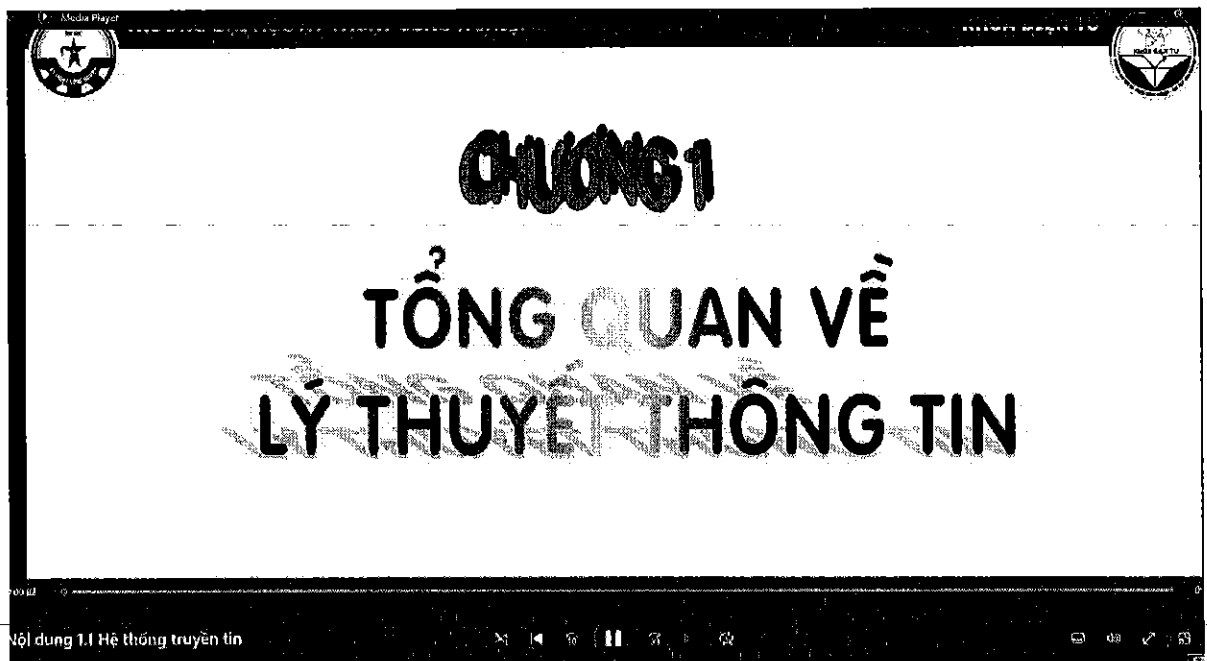 Media Player
CHƯƠNG 1
TỔNG QUAN VỀ
LÝ THUYẾT THÔNG TIN
Nội dung 1.1 Hệ thống truyền tin